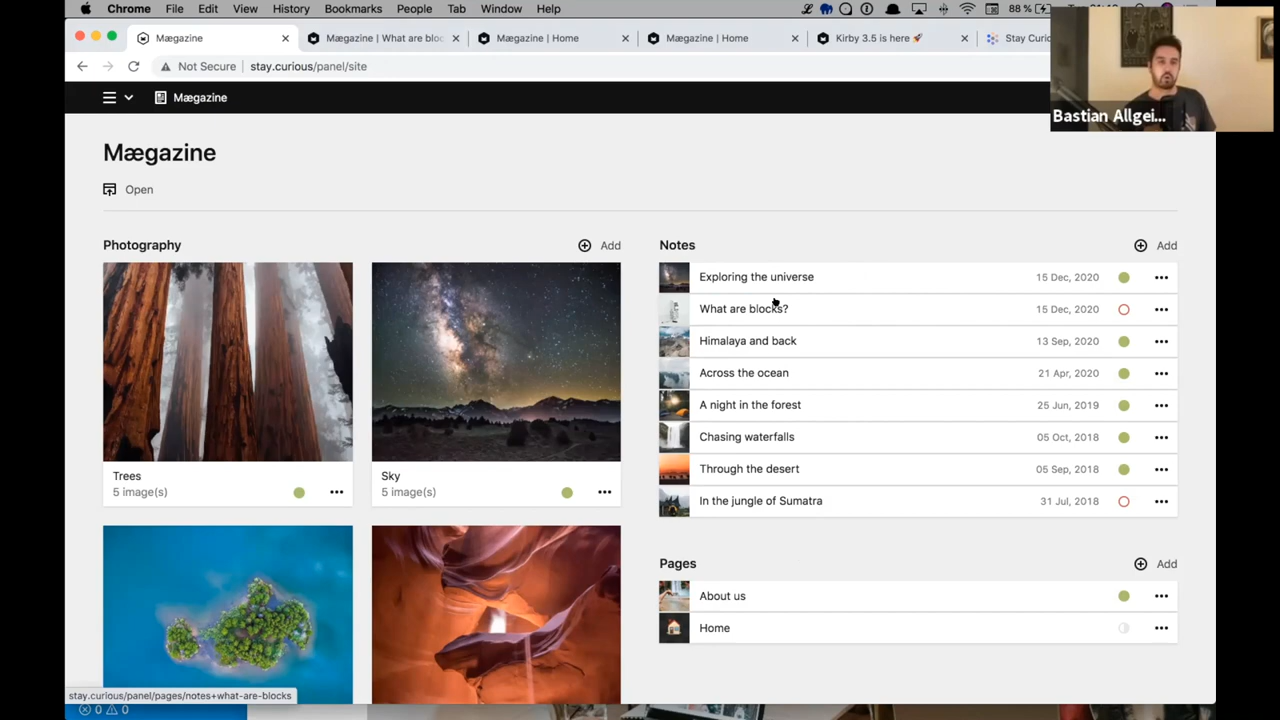 Chrome File Edit View History Bookmarks People Tab Window Help
88 %
Mægazine
Mægazine | What are bloc
Mægazine | Home
Mægazine | Home
Kirby 3.5 is here 🚀
Stay Curio
Not Secure
stay.curious/panel/site
Mægazine
Bastian Allgei...
Mægazine
Open
Photography
Add
Trees
5 image(s)
Sky
5 image(s)
Notes
Add
Exploring the universe 15 Dec, 2020
What are blocks? 15 Dec, 2020
Himalaya and back 13 Sep, 2020
Across the ocean 21 Apr, 2020
A night in the forest 25 Jun, 2019
Chasing waterfalls 05 Oct, 2018
Through the desert 05 Sep, 2018
In the jungle of Sumatra 31 Jul, 2018
Pages
Add
About us
Home
stay.curious/panel/pages/notes+what-are-blocks
0 0